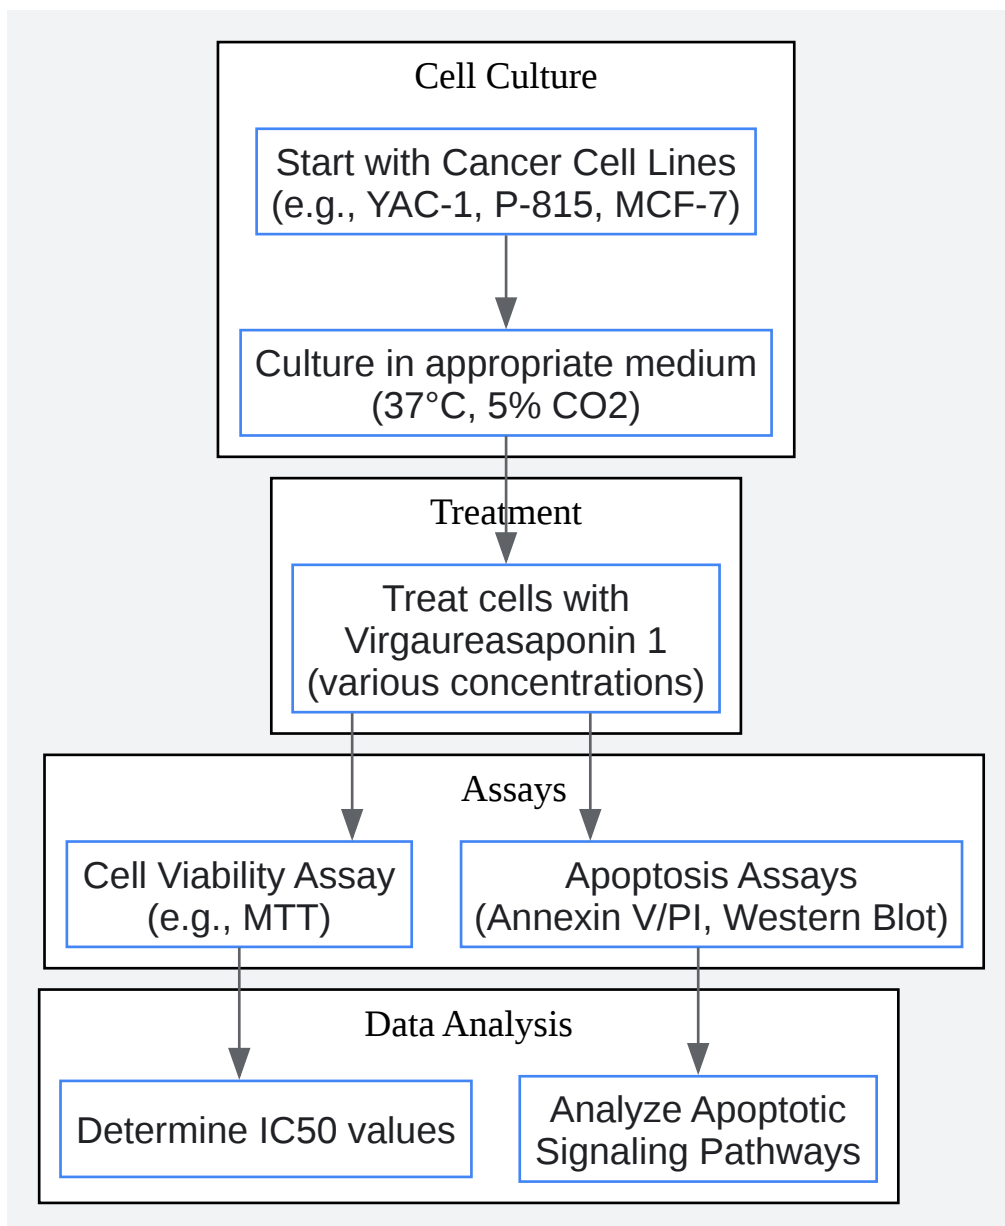 Cell Culture
Start with Cancer Cell Lines
(e.g., YAC-1, P-815, MCF-7)
Culture in appropriate medium
(37°C, 5% CO2)
Treatment
Treat cells with
Virgaureasaponin 1
(various concentrations)
Assays
Cell Viability Assay
(e.g., MTT)
Apoptosis Assays
(Annexin V/PI, Western Blot)
Data Analysis
Determine IC50 values
Analyze Apoptotic
Signaling Pathways